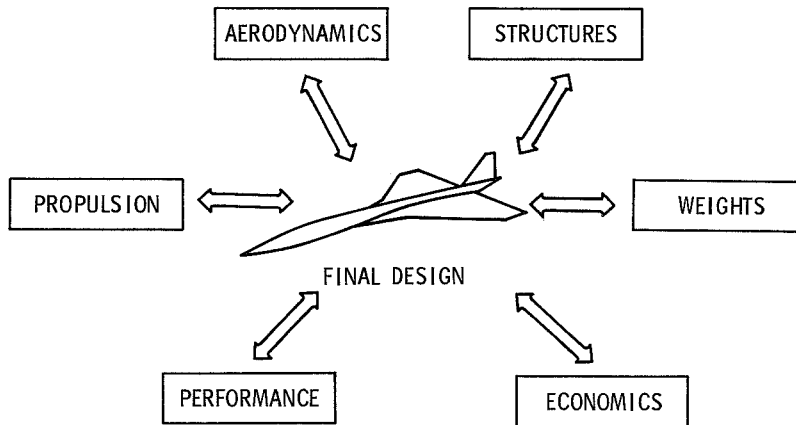 AERODYNAMICS
STRUCTURES
PROPULSION
WEIGHTS
FINAL DESIGN
PERFORMANCE
ECONOMICS